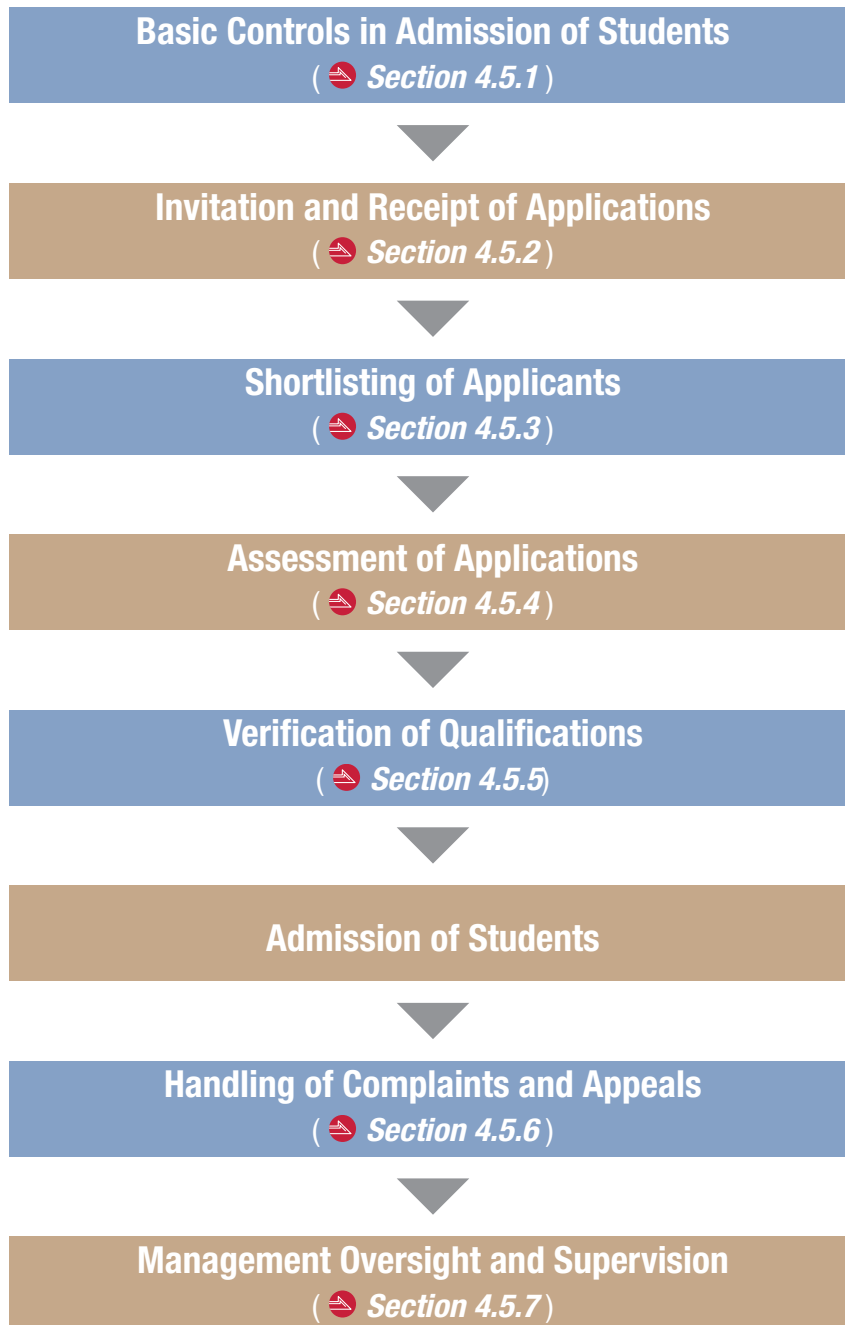 Basic Controls in Admission of Students
( Section 4.5.1 )
Invitation and Receipt of Applications
( Section 4.5.2 )
Shortlisting of Applicants
( Section 4.5.3 )
Assessment of Applications
( Section 4.5.4 )
Verification of Qualifications
( Section 4.5.5)
Admission of Students
Handling of Complaints and Appeals
( Section 4.5.6 )
Management Oversight and Supervision
( Section 4.5.7 )